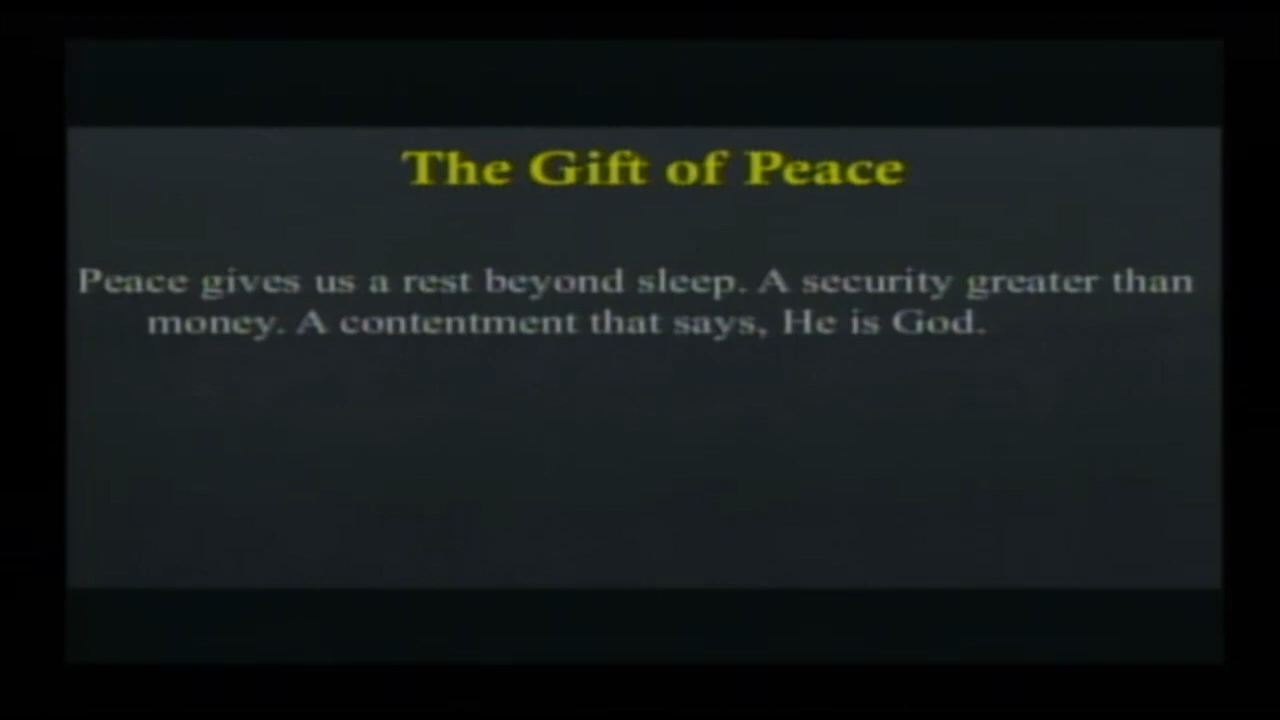 The Gift of Peace
Peace gives us a rest beyond sleep. A security greater than
money. A contentment that says, He is God.